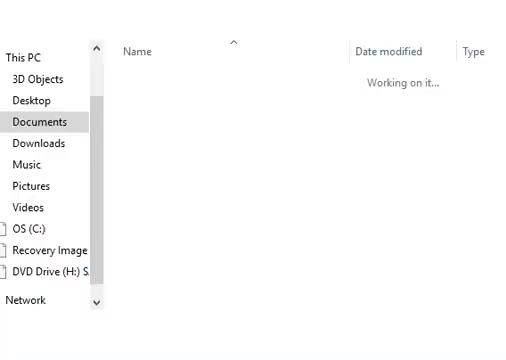 Name Date modified Type
This PC
Working on it...
3D Objects
Desktop
Documents
Downloads
Music
Pictures
Videos
OS (C:)
Recovery Image
DVD Drive (H:) S
Network